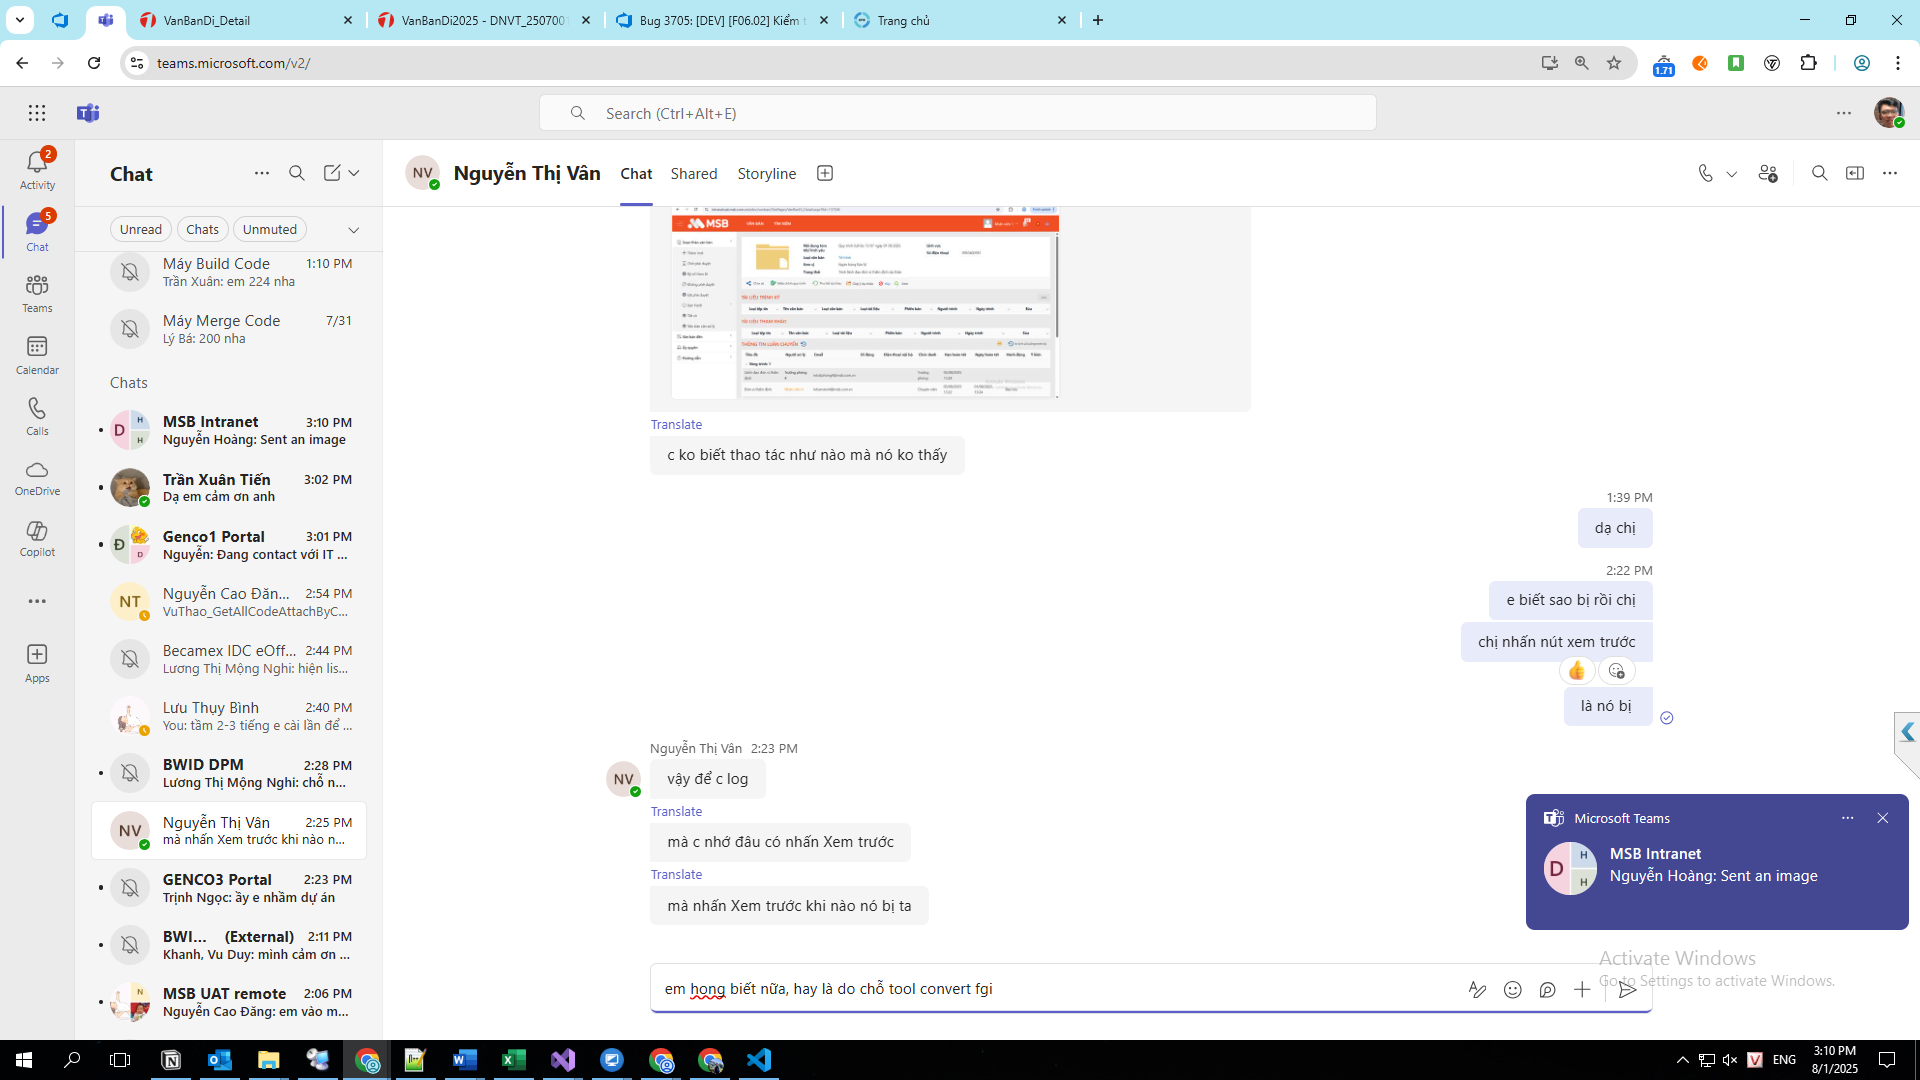 VanBanDi_Detail
VanBanDi2025 - DNVT_250700
Bug 3705: [DEV] [F06.02] Kiểm t
Trang chủ
teams.microsoft.com/v2/
1.71
Search (Ctrl+Alt+E)
2
Activity
5
Chat
Teams
Calendar
Calls
OneDrive
Copilot
Apps
Chat
Unread
Chats
Unmuted
Máy Build Code
1:10 PM
Trần Xuân: em 224 nha
Máy Merge Code
7/31
Lý Bá: 200 nha
Chats
D
H
H
MSB Intranet
3:10 PM
Nguyễn Hoàng: Sent an image
Trần Xuân Tiến
3:02 PM
Dạ em cảm ơn anh
Đ
D
Genco1 Portal
3:01 PM
Nguyễn: Đang contact với IT ...
NT
Nguyễn Cao Đăn...
2:54 PM
VuThao_GetAllCodeAttachByC...
Becamex IDC eOff...
2:44 PM
Lương Thị Mộng Nghi: hiện lis...
Lưu Thụy Bình
2:40 PM
You: tầm 2-3 tiếng e cài lần để ...
BWID DPM
2:28 PM
Lương Thị Mộng Nghi: chỗ n...
NV
Nguyễn Thị Vân
2:25 PM
mà nhấn Xem trước khi nào n...
GENCO3 Portal
2:23 PM
Trịnh Ngọc: ầy e nhầm dự án
BWI... (External)
2:11 PM
Khanh, Vu Duy: mình cảm ơn ...
N
MSB UAT remote
2:06 PM
Nguyễn Cao Đăng: em vào m...
NV
Nguyễn Thị Vân
Chat
Shared
Storyline
MSB
Translate
c ko biết thao tác như nào mà nó ko thấy
1:39 PM
dạ chị
2:22 PM
e biết sao bị rồi chị
chị nhấn nút xem trước
là nó bị
Nguyễn Thị Vân 2:23 PM
NV
vậy để c log
Translate
mà c nhớ đâu có nhấn Xem trước
Translate
mà nhấn Xem trước khi nào nó bị ta
em hong biết nữa, hay là do chỗ tool convert fgi
Microsoft Teams
D
H
H
MSB Intranet
Nguyễn Hoàng: Sent an image
Activate Windows
Go to Settings to activate Windows.
ENG
3:10 PM
8/1/2025